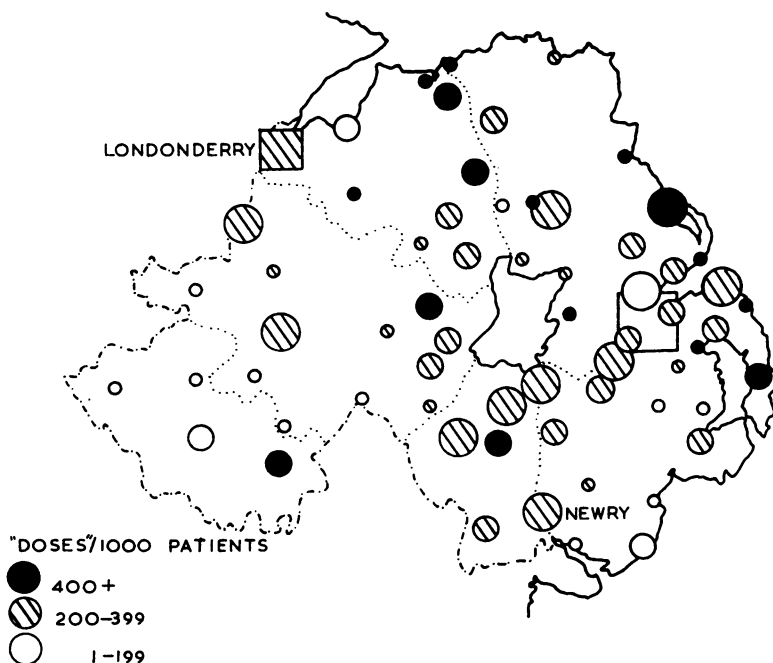 LONDONDERRY
NEWRY
"DOSES"/1000 PATIENTS
400+
200-399
1-199